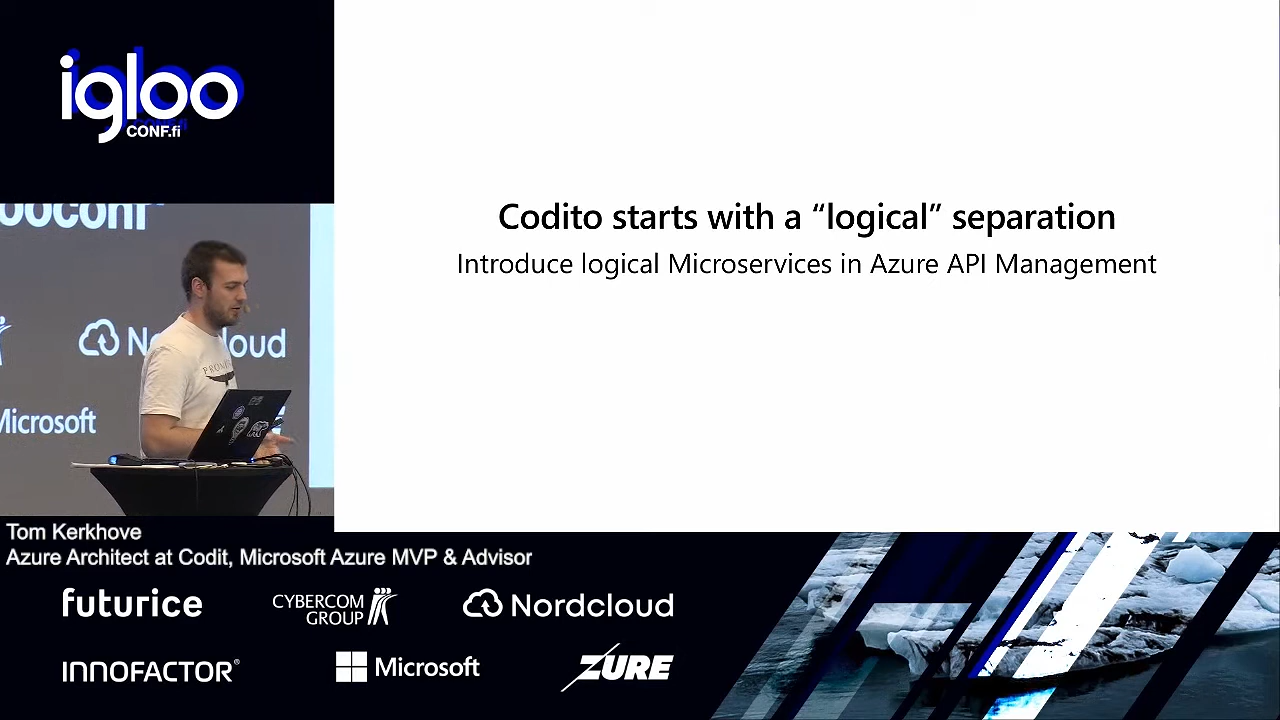 igloo
CONF.fi
Codito starts with a “logical” separation
Introduce logical Microservices in Azure API Management
Microsoft
Tom Kerkhove
Azure Architect at Codit, Microsoft Azure MVP & Advisor
futurice
CYBERCOM
GROUP
Nordcloud
INNOFACTOR®
Microsoft
ZURE